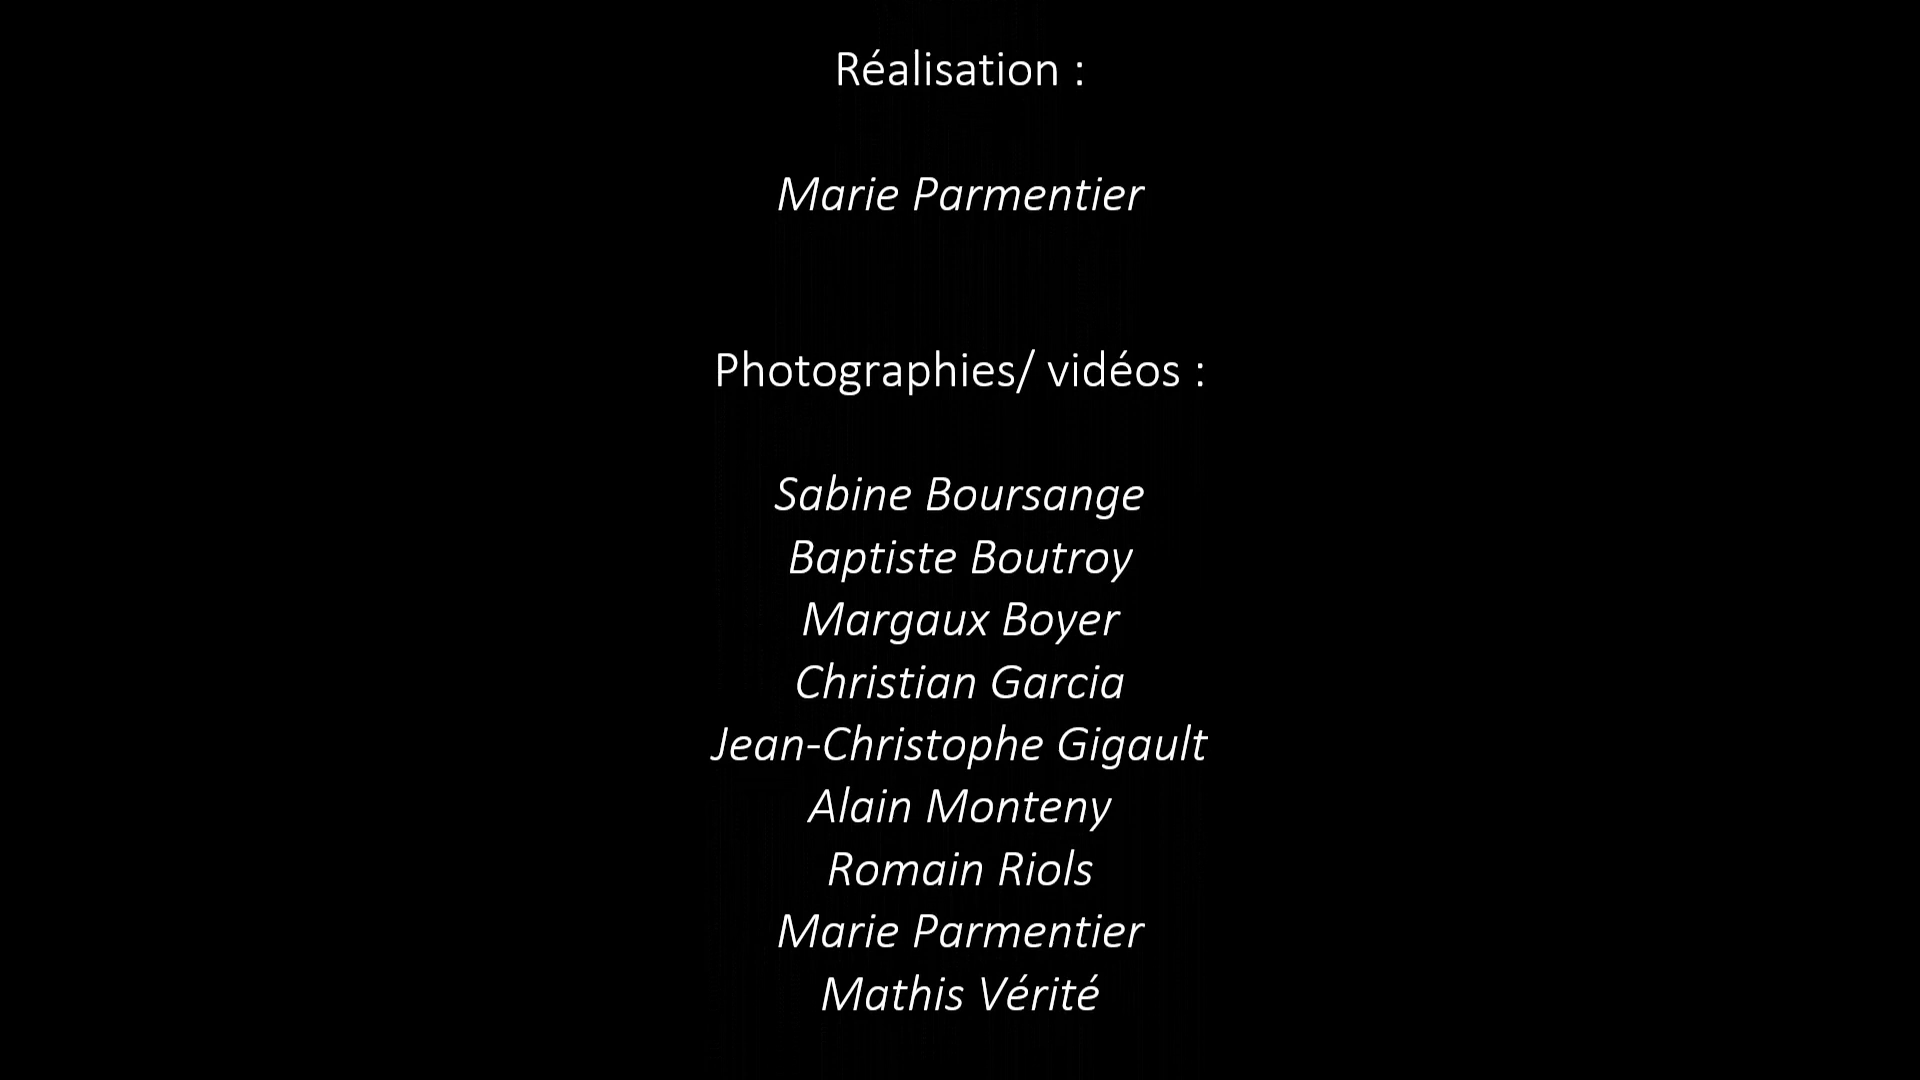 Réalisation :
Marie Parmentier
Photographies/ vidéos :
Sabine Boursange
Baptiste Boutroy
Margaux Boyer
Christian Garcia
Jean-Christophe Gigault
Alain Monteny
Romain Riols
Marie Parmentier
Mathis Vérité